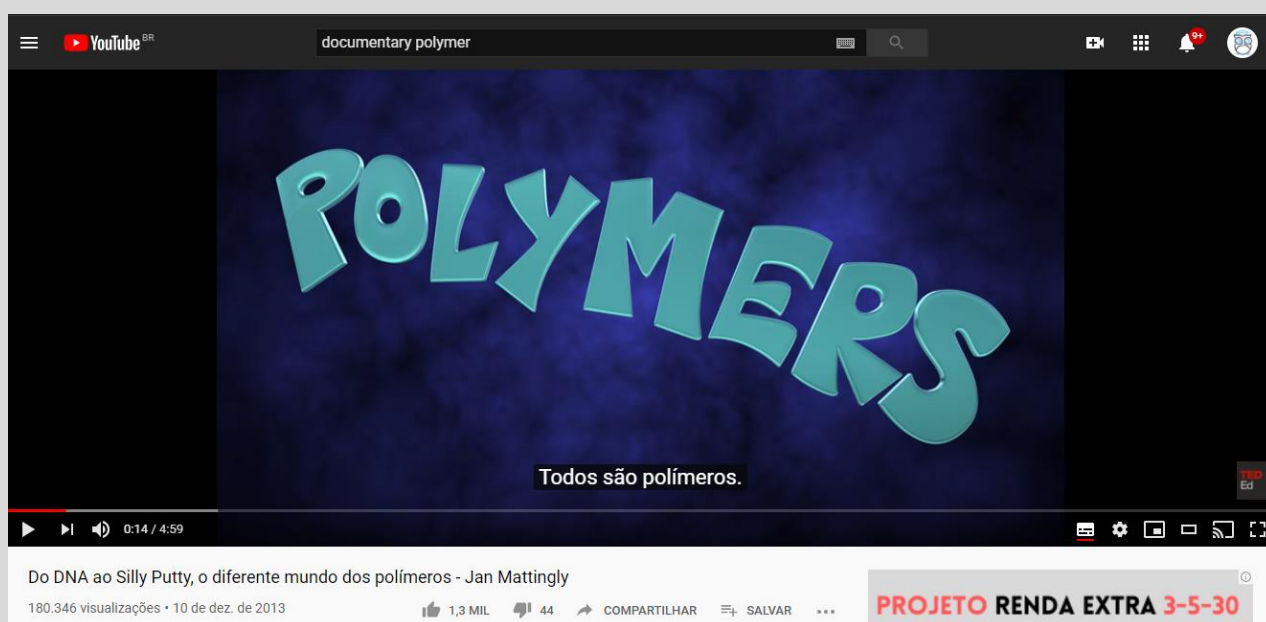 YouTube BR
documentary polymer
9+
POLYMERS
Todos são polímeros.
TED Ed
0:14 / 4:59
Do DNA ao Silly Putty, o diferente mundo dos polímeros - Jan Mattingly
180.346 visualizações • 10 de dez. de 2013
1,3 MIL 44 COMPARTILHAR SALVAR
PROJETO RENDA EXTRA 3-5-30